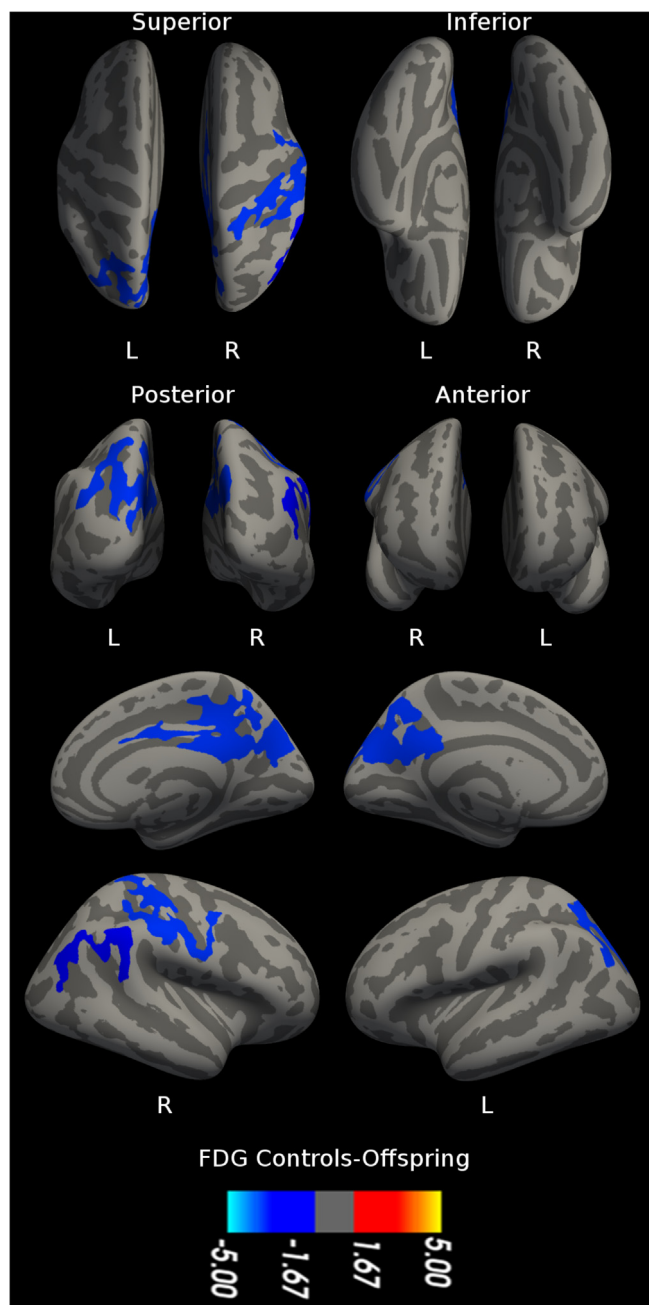 Superior Inferior
L R L R
Posterior Anterior
L R R L
R L
FDG Controls-Offspring
-5.00 -1.67 1.67 5.00